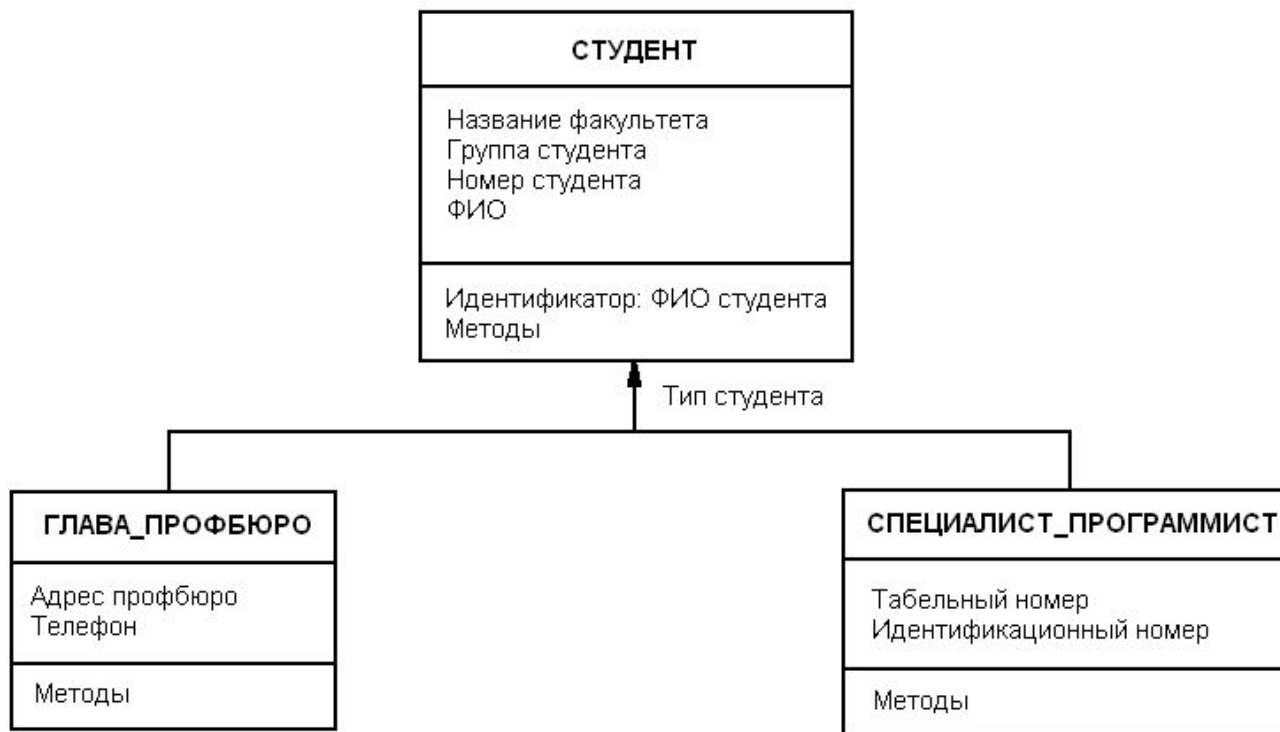 СТУДЕНТ
Название факультета
Группа студента
Номер студента
ФИО
Идентификатор: ФИО студента
Методы
Тип студента
ГЛАВА_ПРОФБЮРО
Адрес профбюро
Телефон
Методы
СПЕЦИАЛИСТ_ПРОГРАММИСТ
Табельный номер
Идентификационный номер
Методы